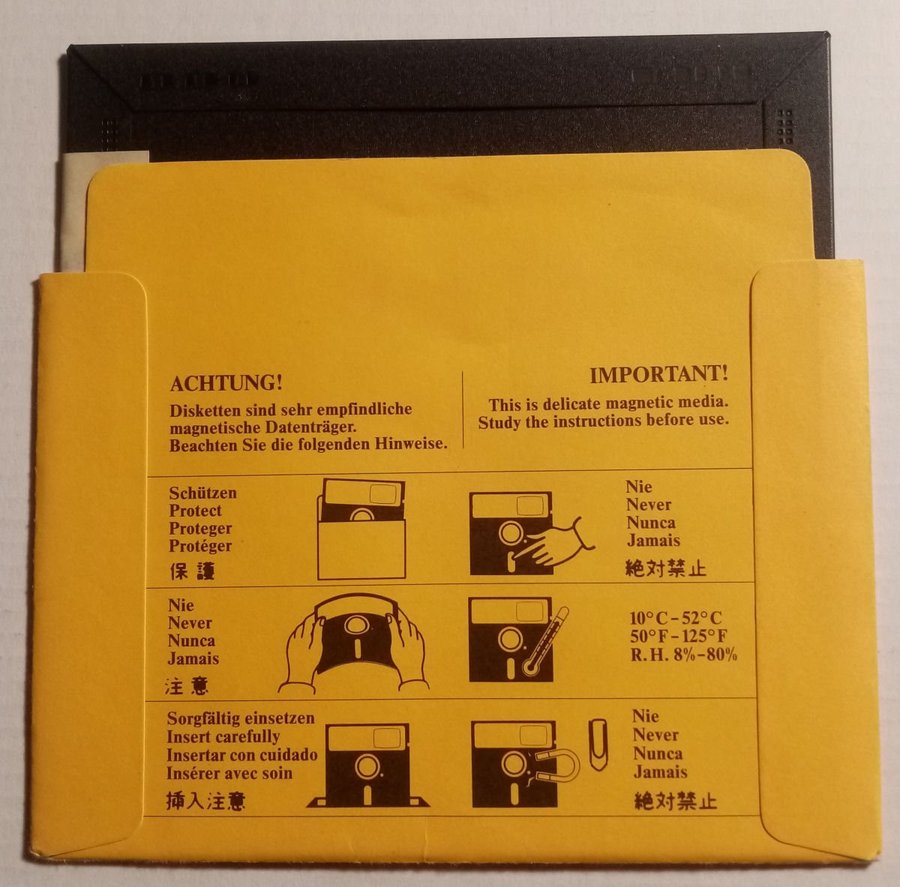 ACHTUNG!
Disketten sind sehr empfindliche
magnetische Datenträger.
Beachten Sie die folgenden Hinweise.
IMPORTANT!
This is delicate magnetic media.
Study the instructions before use.
Schützen
Protect
Proteger
Protéger
保護
Nie
Never
Nunca
Jamais
絶対禁止
Nie
Never
Nunca
Jamais
注意
10°C-52°C
50°F-125°F
R.H. 8%-80%
Sorgfältig einsetzen
Insert carefully
Insertar con cuidado
Insérer avec soin
挿入注意
Nie
Never
Nunca
Jamais
絶対禁止